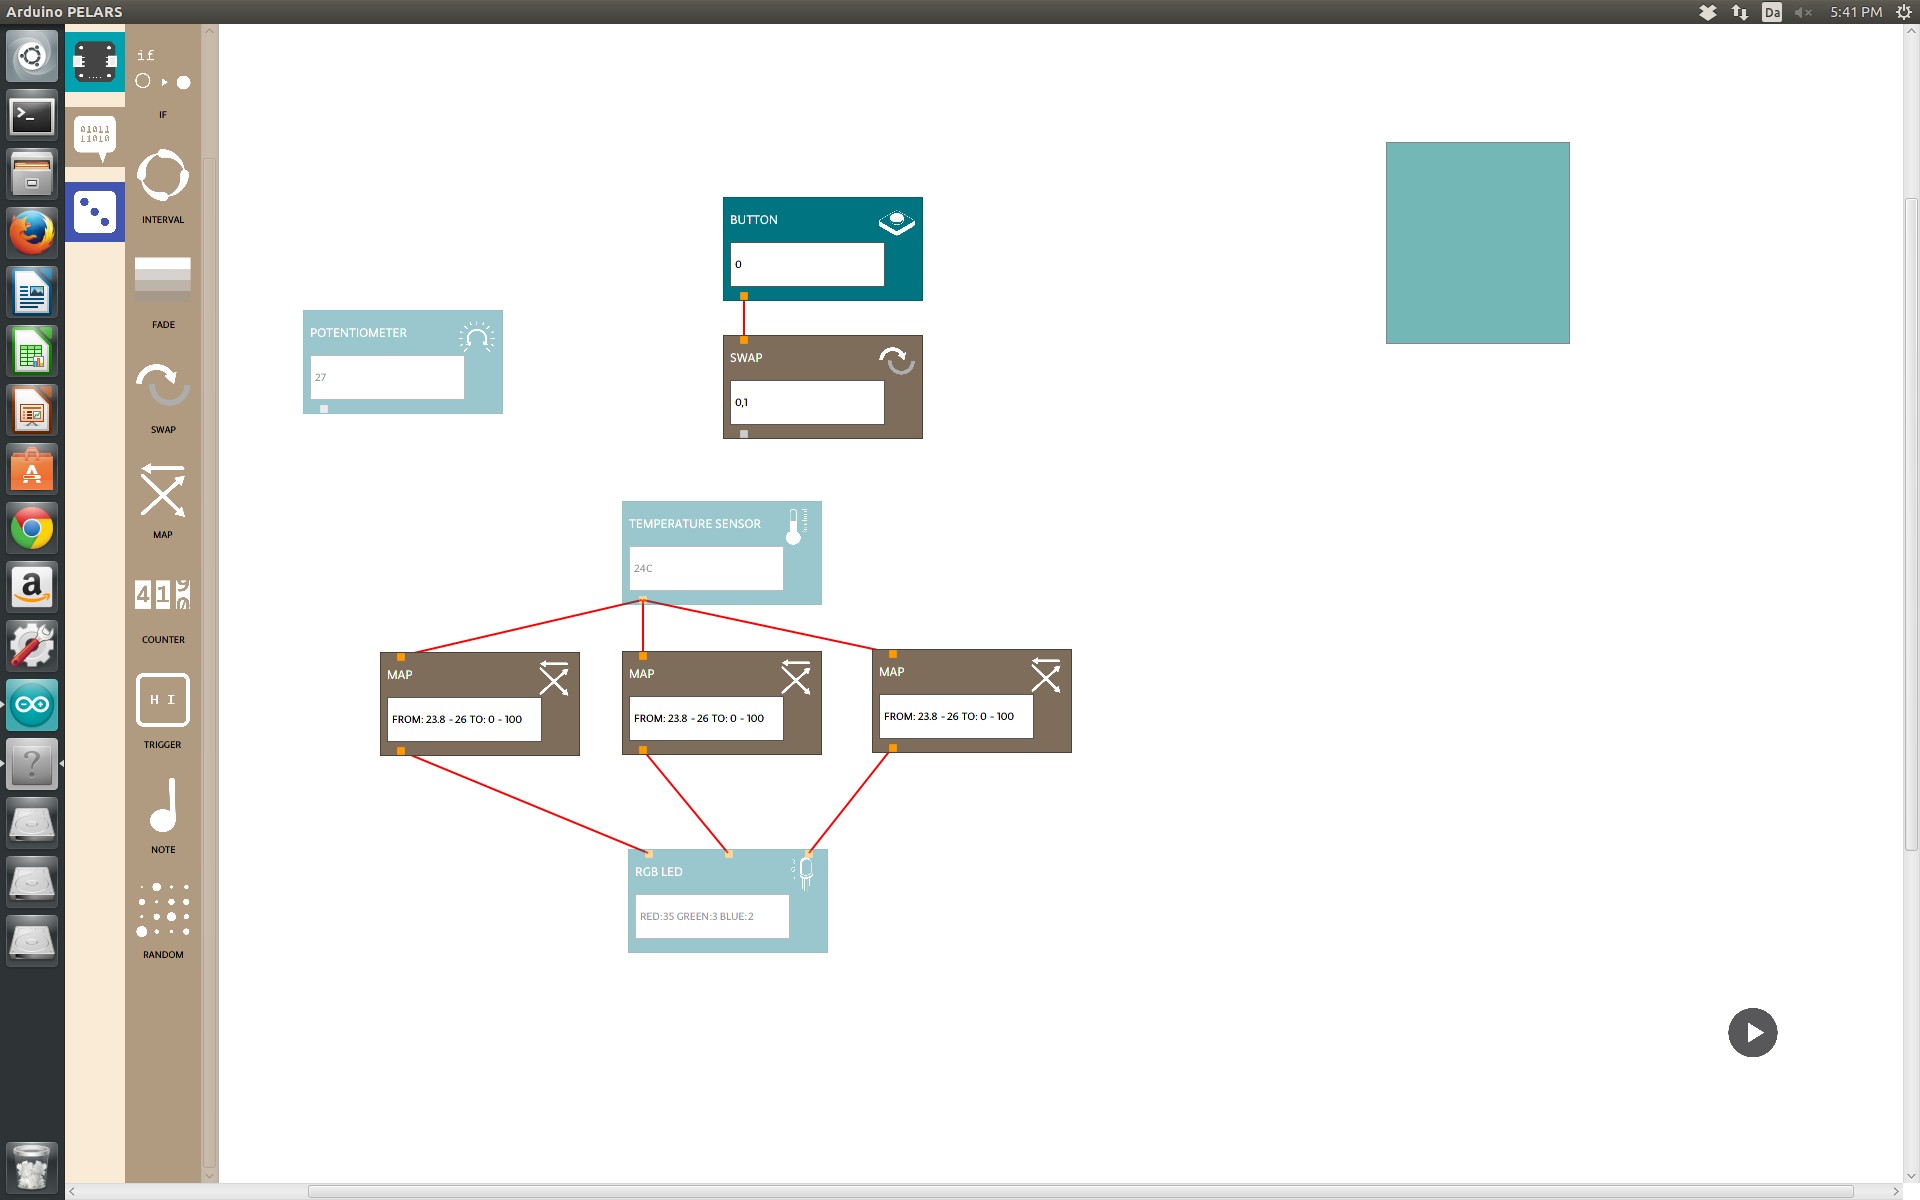 Arduino PELARS
Da
5:41 PM
01011
11010
if
IF
INTERVAL
FADE
SWAP
MAP
COUNTER
H I
TRIGGER
NOTE
RANDOM
BUTTON
0
POTENTIOMETER
27
SWAP
0,1
TEMPERATURE SENSOR
24C
MAP
FROM: 23.8 - 26 TO: 0 - 100
MAP
FROM: 23.8 - 26 TO: 0 - 100
MAP
FROM: 23.8 - 26 TO: 0 - 100
RGB LED
RED:35 GREEN:3 BLUE:2